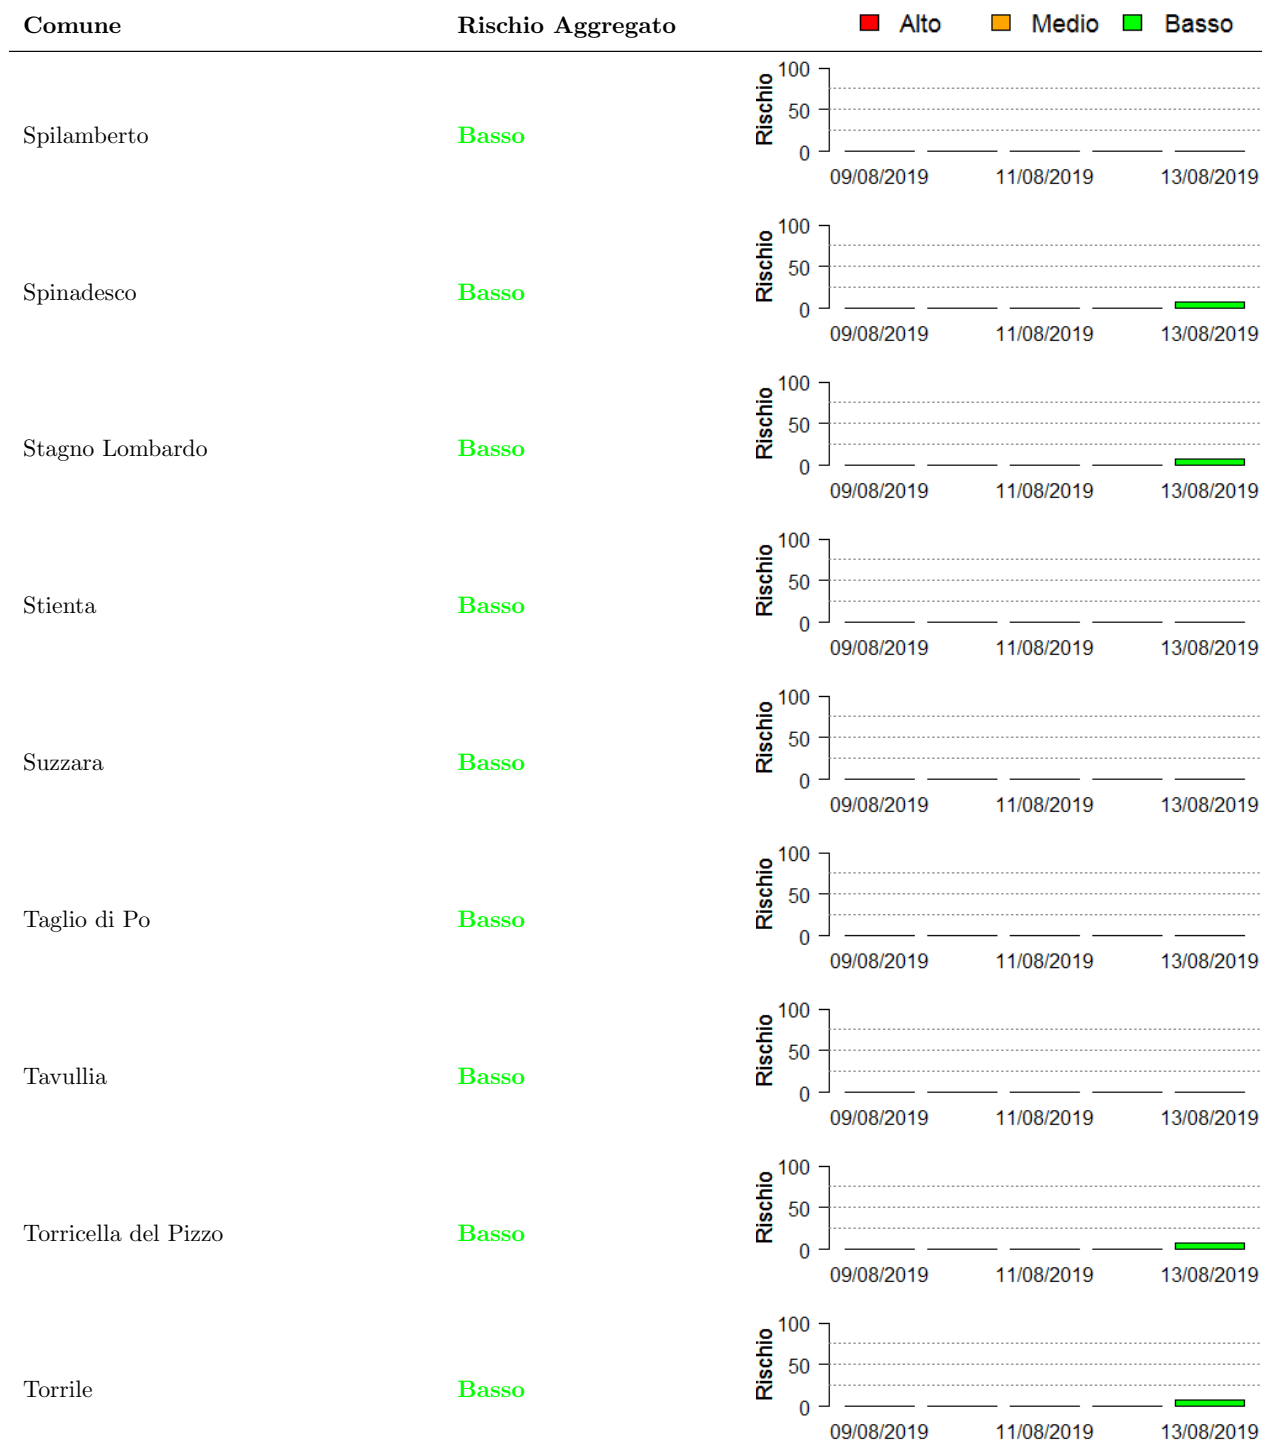 Comune Rischio Aggregato Alto Medio Basso
100
50
0
Rischio
Spilamberto Basso
09/08/2019 11/08/2019 13/08/2019
100
50
0
Rischio
Spinadesco Basso
09/08/2019 11/08/2019 13/08/2019
100
50
0
Rischio
Stagno Lombardo Basso
09/08/2019 11/08/2019 13/08/2019
100
50
0
Rischio
Stienta Basso
09/08/2019 11/08/2019 13/08/2019
100
50
0
Rischio
Suzzara Basso
09/08/2019 11/08/2019 13/08/2019
100
50
0
Rischio
Taglio di Po Basso
09/08/2019 11/08/2019 13/08/2019
100
50
0
Rischio
Tavullia Basso
09/08/2019 11/08/2019 13/08/2019
100
50
0
Rischio
Torricella del Pizzo Basso
09/08/2019 11/08/2019 13/08/2019
100
50
0
Rischio
Torrile Basso
09/08/2019 11/08/2019 13/08/2019